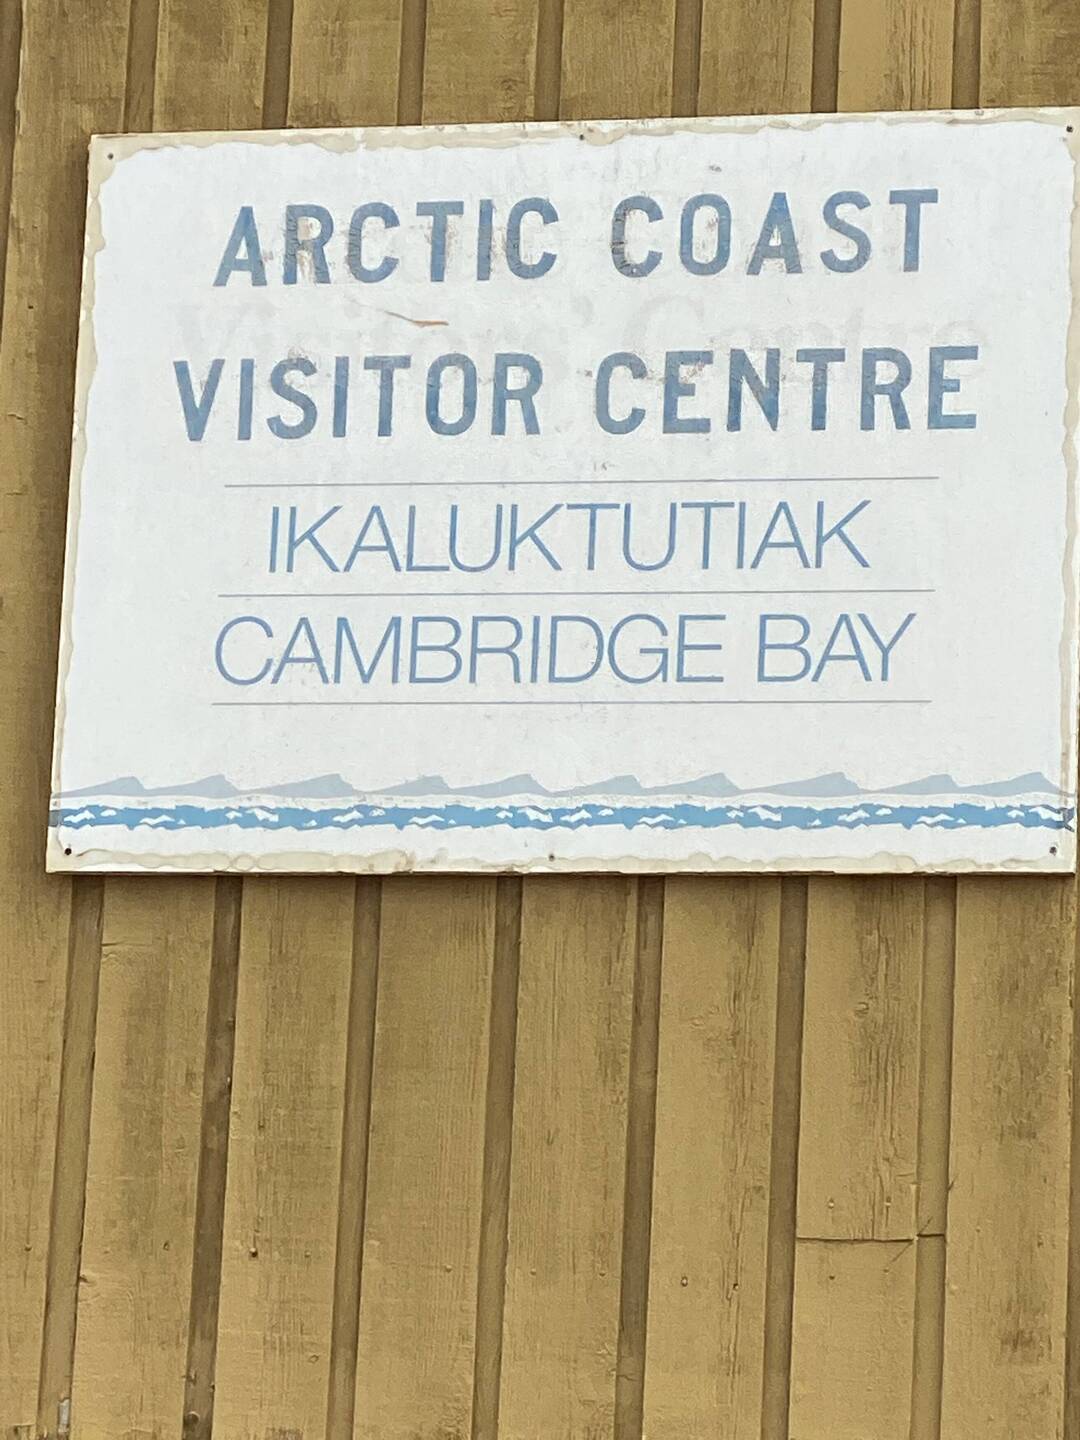 ARCTIC COAST
VISITOR CENTRE
IKALUKTUTIAK
CAMBRIDGE BAY